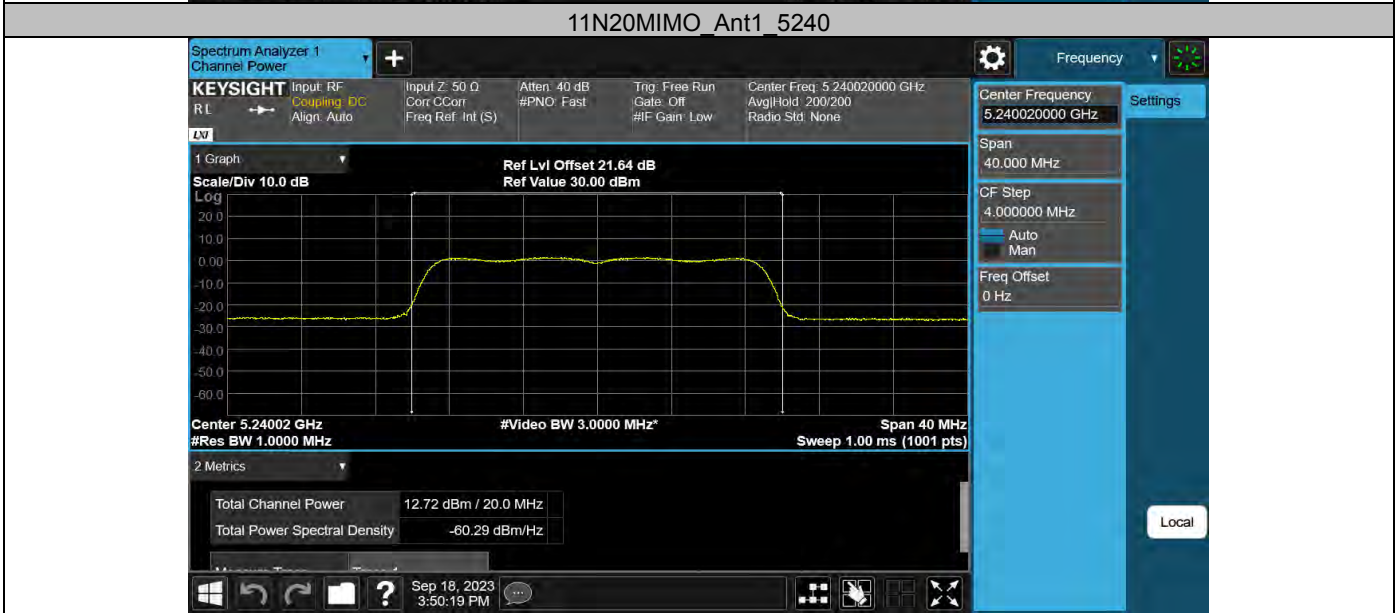 11N20MIMO_Ant1_5240
Spectrum Analyzer 1
Channel Power
Frequency
KEYSIGHT
RL
LXI
Input: RF
Coupling: DC
Align: Auto
Input Z: 50 Ω
Corr CCorr
Freq Ref: Int (S)
Atten: 40 dB
#PNO: Fast
Trig: Free Run
Gate: Off
#IF Gain: Low
Center Freq: 5.240020000 GHz
Avg|Hold: 200/200
Radio Std: None
Center Frequency
5.240020000 GHz
Settings
Span
40.000 MHz
CF Step
4.000000 MHz
Auto
Man
Freq Offset
0 Hz
1 Graph
Scale/Div 10.0 dB
Ref Lvl Offset 21.64 dB
Ref Value 30.00 dBm
Log
20.0
10.0
0.00
-10.0
-20.0
-30.0
-40.0
-50.0
-60.0
Center 5.24002 GHz
#Res BW 1.0000 MHz
#Video BW 3.0000 MHz*
Span 40 MHz
Sweep 1.00 ms (1001 pts)
2 Metrics
Total Channel Power 12.72 dBm / 20.0 MHz
Total Power Spectral Density -60.29 dBm/Hz
Local
?
Sep 18, 2023
3:50:19 PM